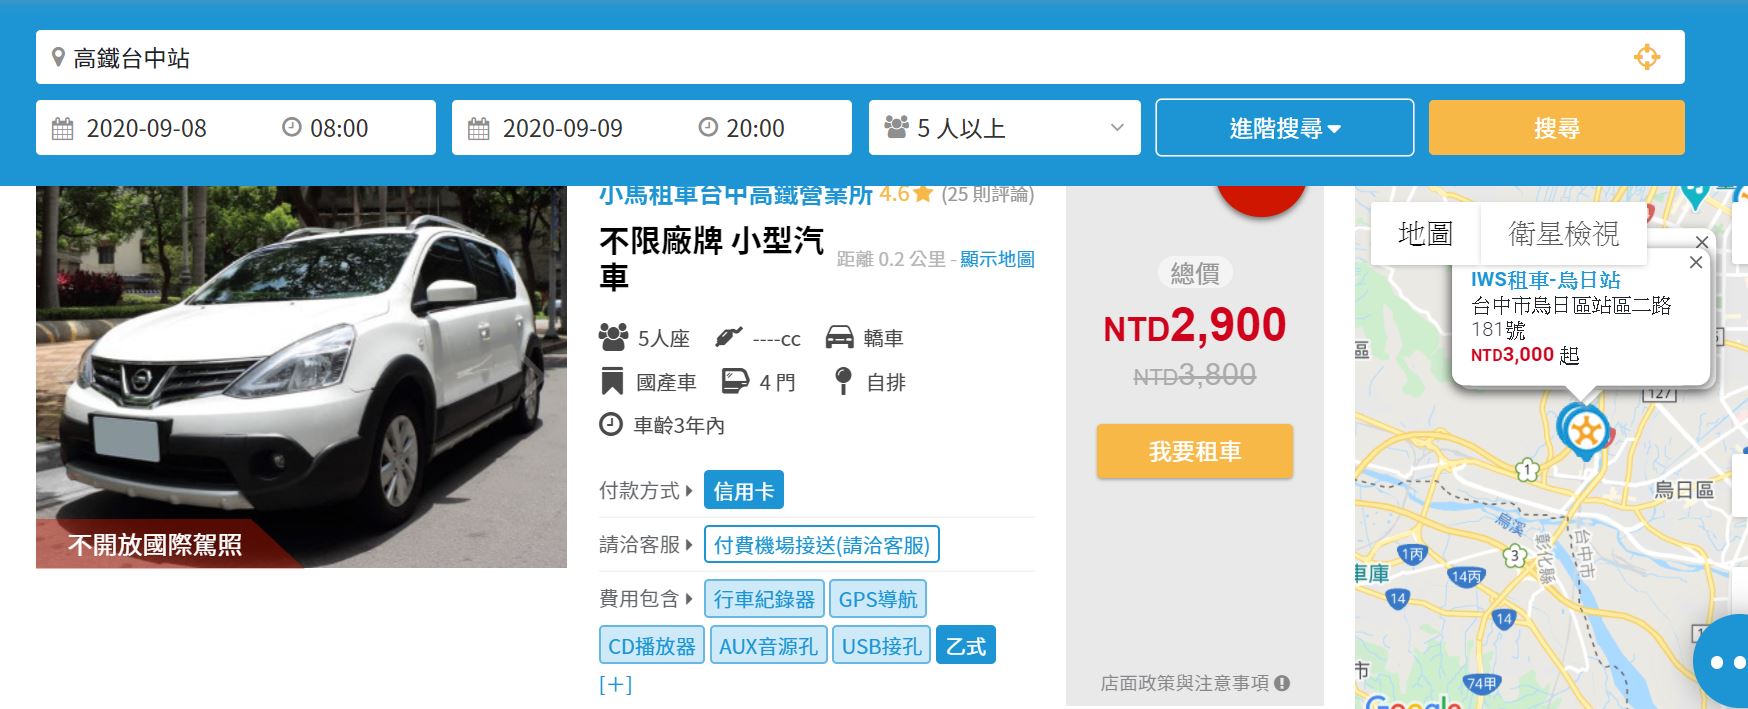 高鐵台中站
2020-09-08 08:00
2020-09-09 20:00
5 人以上
進階搜尋
搜尋
小馬租車台中高鐵營業所 4.6 (25 則評論)
不限廠牌 小型汽
車
距離 0.2 公里 - 顯示地圖
5人座 ----cc 轎車
國產車 4 門 自排
車齡3年內
付款方式 信用卡
請洽客服 付費機場接送(請洽客服)
費用包含 行車紀錄器 GPS導航
CD播放器 AUX音源孔 USB接孔 乙式
[+]
不開放國際駕照
總價
NTD2,900
NTD3,800
我要租車
店面政策與注意事項
地圖 衛星檢視
IWS租車-烏日站
台中市烏日區站區二路
181號
NTD3,000 起
區
127
1
烏日區
烏溪
彰化縣
台中市
1丙
3
車庫
14丙
14
14
市
74甲
Google